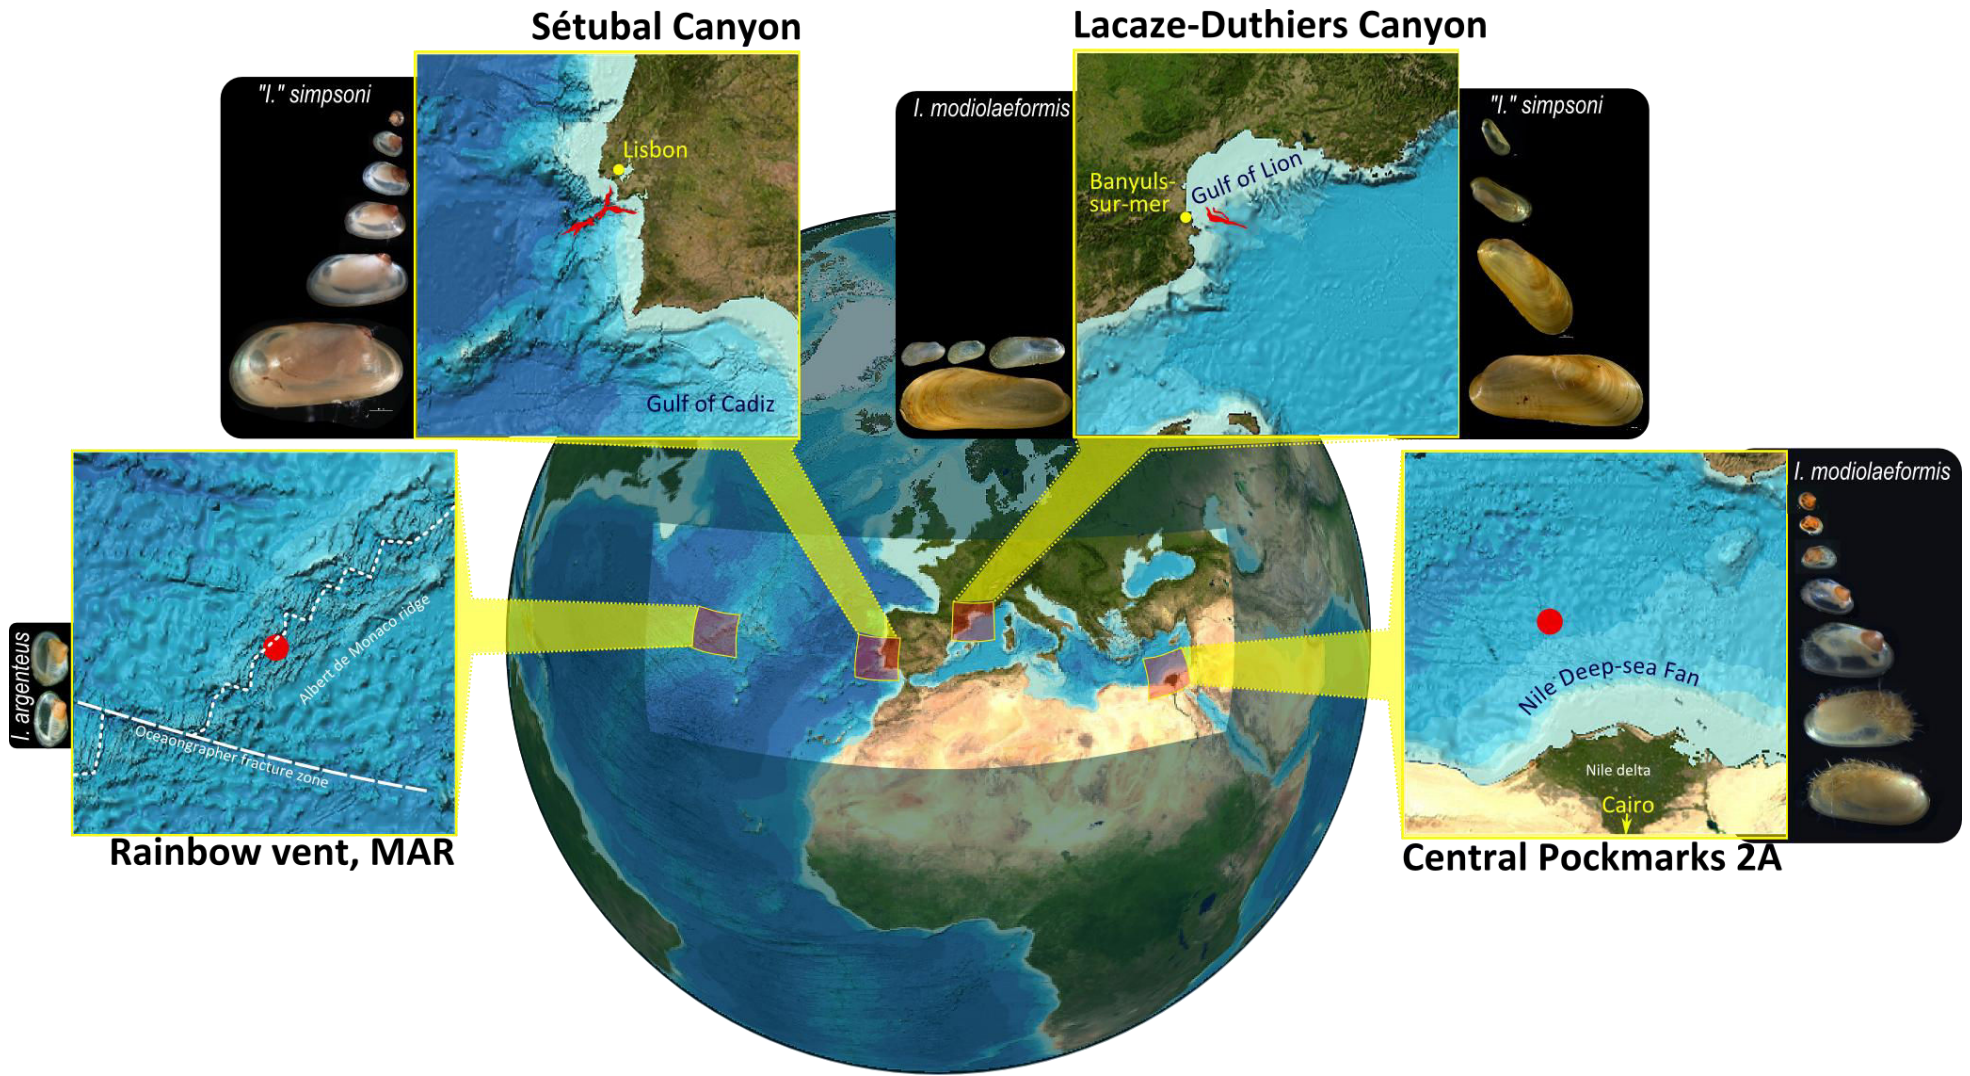 Sétubal Canyon
Lacaze-Duthiers Canyon
"I." simpsoni
Lisbon
Gulf of Cadiz
I. modiolaeformis
Banyuls-
sur-mer
Gulf of Lion
"I." simpsoni
I. argenteus
Albert de Monaco ridge
Oceaongrapher fracture zone
Rainbow vent, MAR
I. modiolaeformis
Nile Deep-sea Fan
Nile delta
Cairo
Central Pockmarks 2A